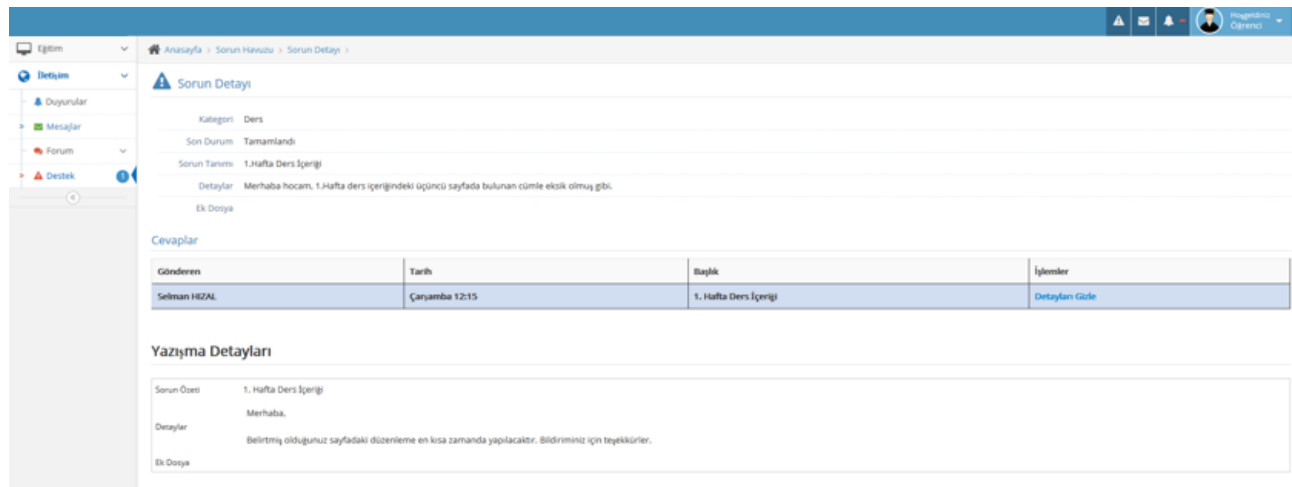 Hoşgeldiniz
Öğrenci
Eğitim
Anasayfa > Sorun Havuzu > Sorun Detayı >
İletişim
Sorun Detayı
Duyurular
Mesajlar
Forum
Destek 1
Kategori Ders
Son Durum Tamamlandı
Sorun Tanımı 1.Hafta Ders İçeriği
Detaylar Merhaba hocam, 1.Hafta ders içeriğindeki üçüncü sayfada bulunan cümle eksik olmuş gibi.
Ek Dosya
Cevaplar
Gönderen Tarih Başlık İşlemler
Selman HIZAL Çarşamba 12:15 1. Hafta Ders İçeriği Detayları Gizle
Yazışma Detayları
Sorun Özeti 1. Hafta Ders İçeriği
Detaylar Merhaba,
Belirtmiş olduğunuz sayfadaki düzenleme en kısa zamanda yapılacaktır. Bildiriminiz için teşekkürler.
Ek Dosya